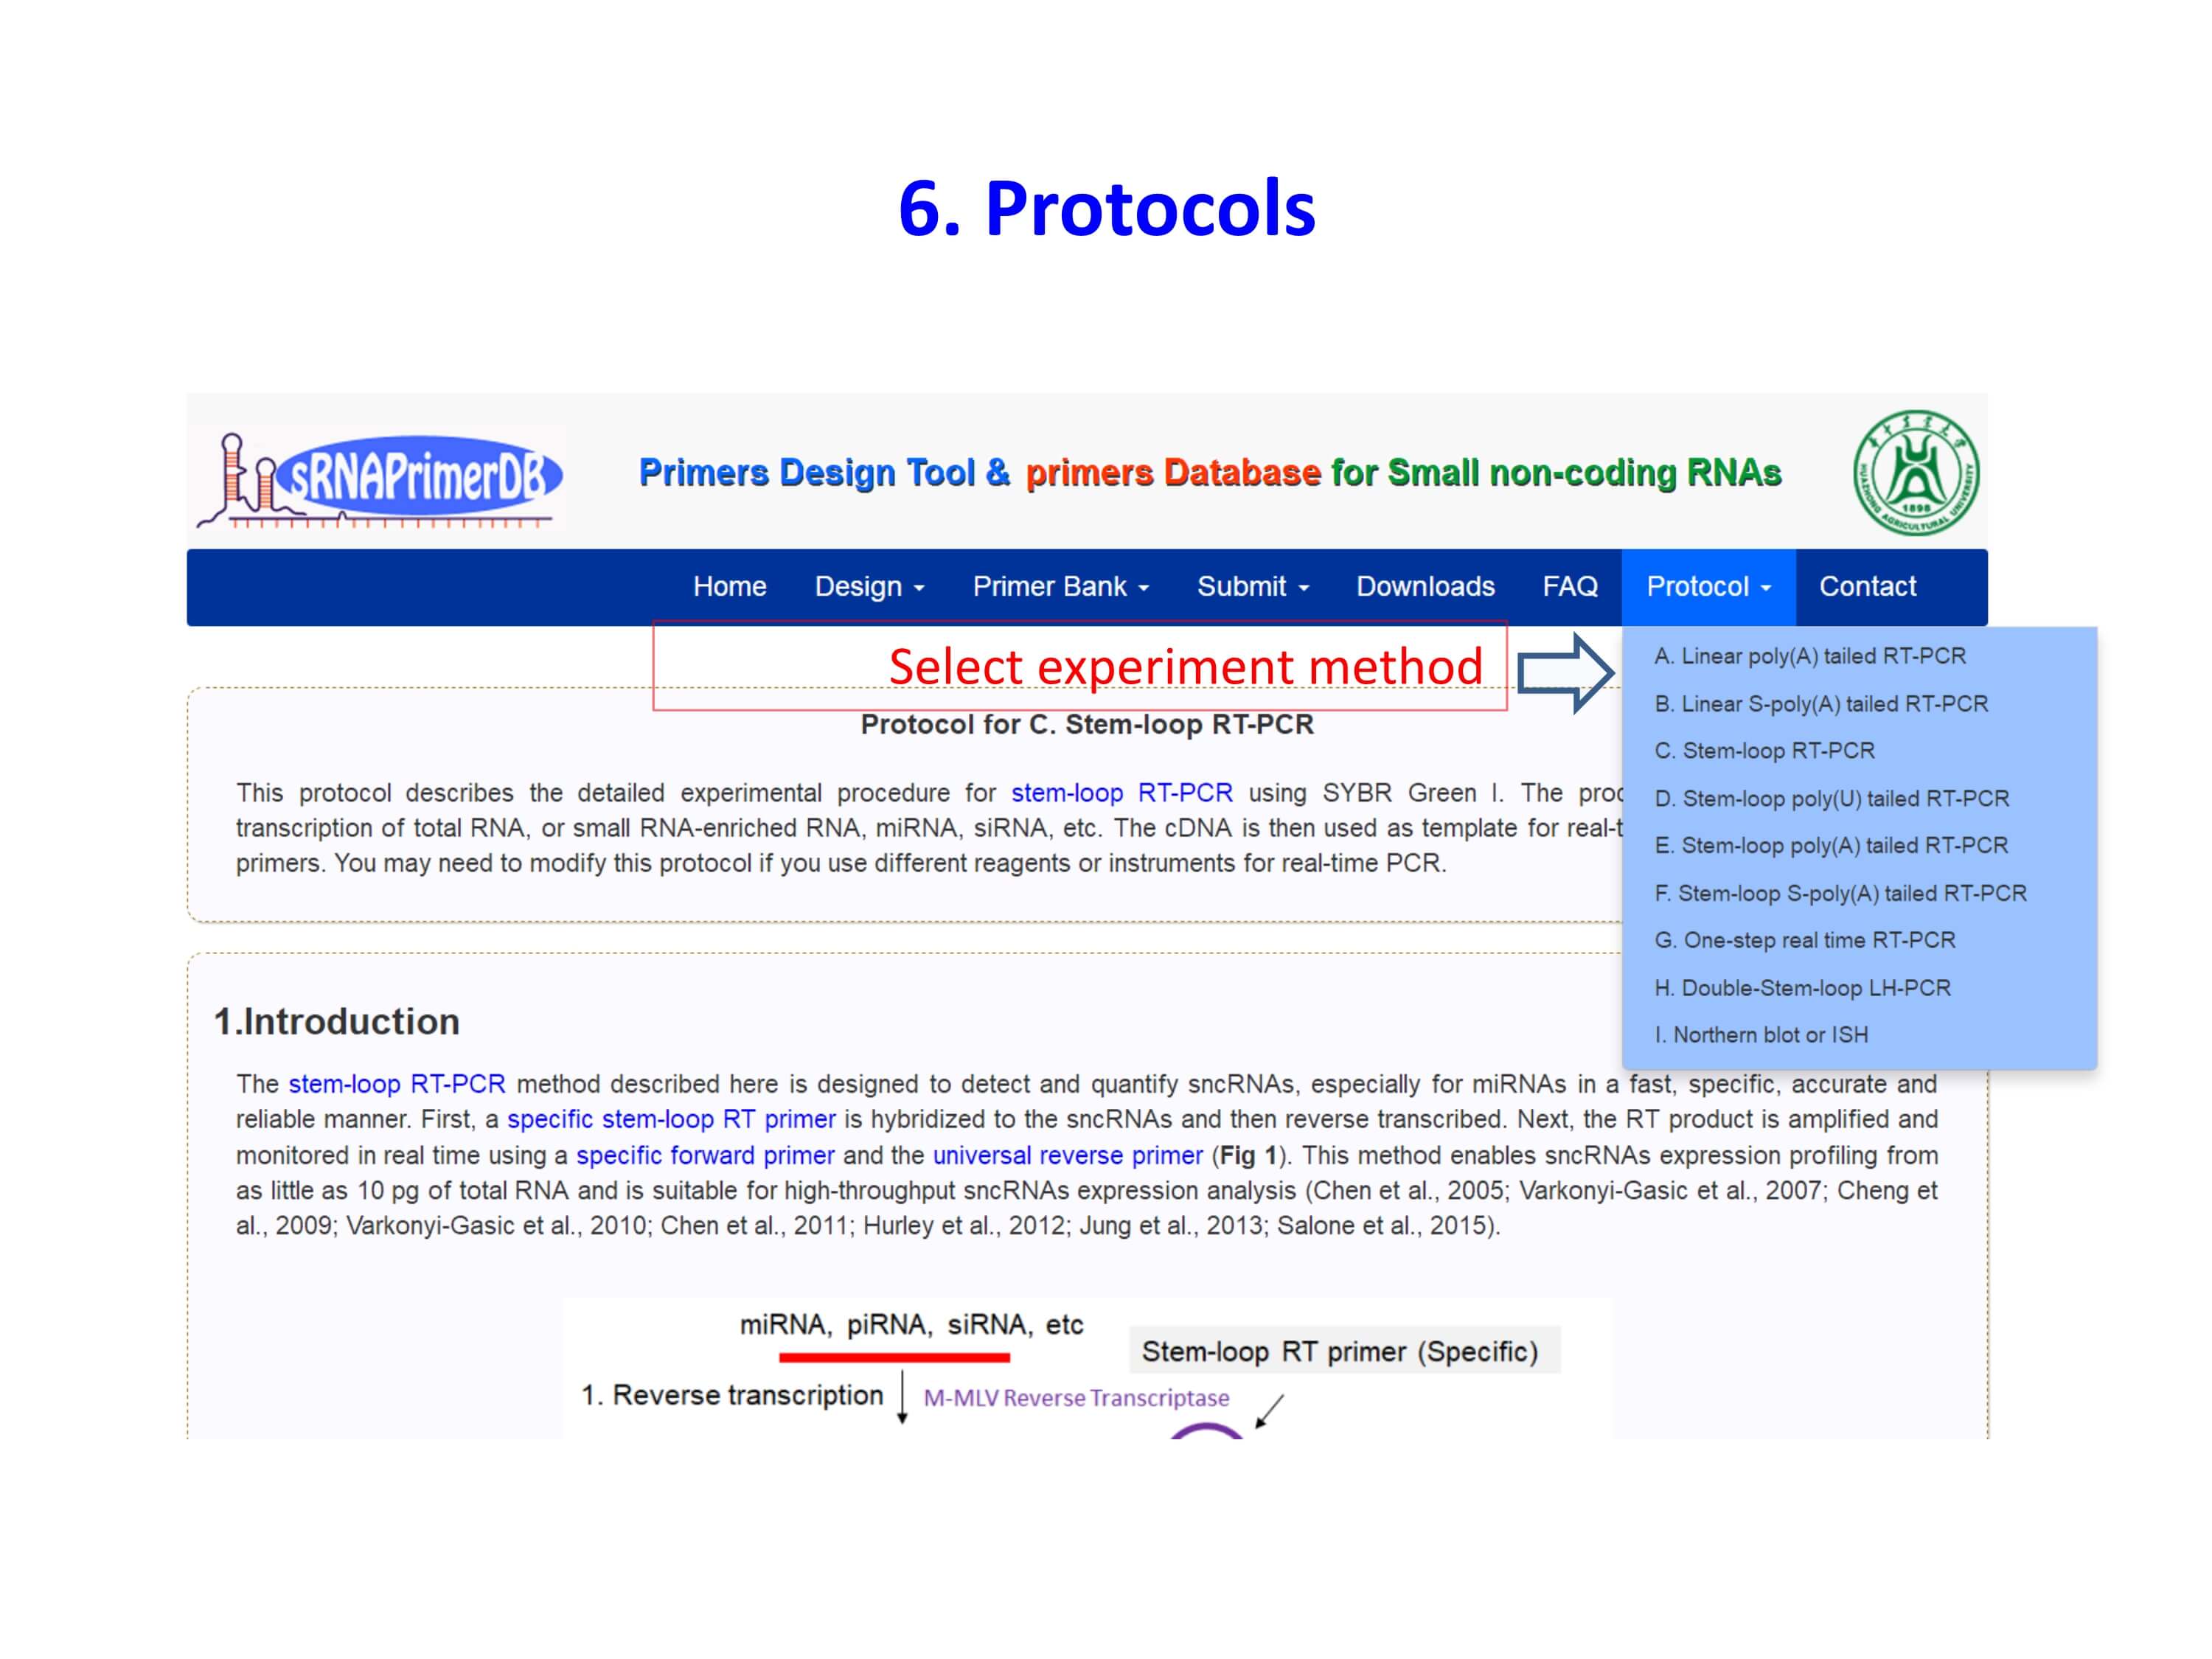 6. Protocols
sRNAPrimerDB
Primers Design Tool & primers Database for Small non-coding RNAs
HUAZHONG AGRICULTURAL UNIVERSITY
1898
Home Design Primer Bank Submit Downloads FAQ Protocol Contact
Select experiment method
A. Linear poly(A) tailed RT-PCR
B. Linear S-poly(A) tailed RT-PCR
C. Stem-loop RT-PCR
D. Stem-loop poly(U) tailed RT-PCR
E. Stem-loop poly(A) tailed RT-PCR
F. Stem-loop S-poly(A) tailed RT-PCR
G. One-step real time RT-PCR
H. Double-Stem-loop LH-PCR
I. Northern blot or ISH
Protocol for C. Stem-loop RT-PCR
This protocol describes the detailed experimental procedure for stem-loop RT-PCR using SYBR Green I. The proc
transcription of total RNA, or small RNA-enriched RNA, miRNA, siRNA, etc. The cDNA is then used as template for real-t
primers. You may need to modify this protocol if you use different reagents or instruments for real-time PCR.
1.Introduction
The stem-loop RT-PCR method described here is designed to detect and quantify sncRNAs, especially for miRNAs in a fast, specific, accurate and
reliable manner. First, a specific stem-loop RT primer is hybridized to the sncRNAs and then reverse transcribed. Next, the RT product is amplified and
monitored in real time using a specific forward primer and the universal reverse primer (Fig 1). This method enables sncRNAs expression profiling from
as little as 10 pg of total RNA and is suitable for high-throughput sncRNAs expression analysis (Chen et al., 2005; Varkonyi-Gasic et al., 2007; Cheng et
al., 2009; Varkonyi-Gasic et al., 2010; Chen et al., 2011; Hurley et al., 2012; Jung et al., 2013; Salone et al., 2015).
miRNA, piRNA, siRNA, etc
Stem-loop RT primer (Specific)
1. Reverse transcription
M-MLV Reverse Transcriptase